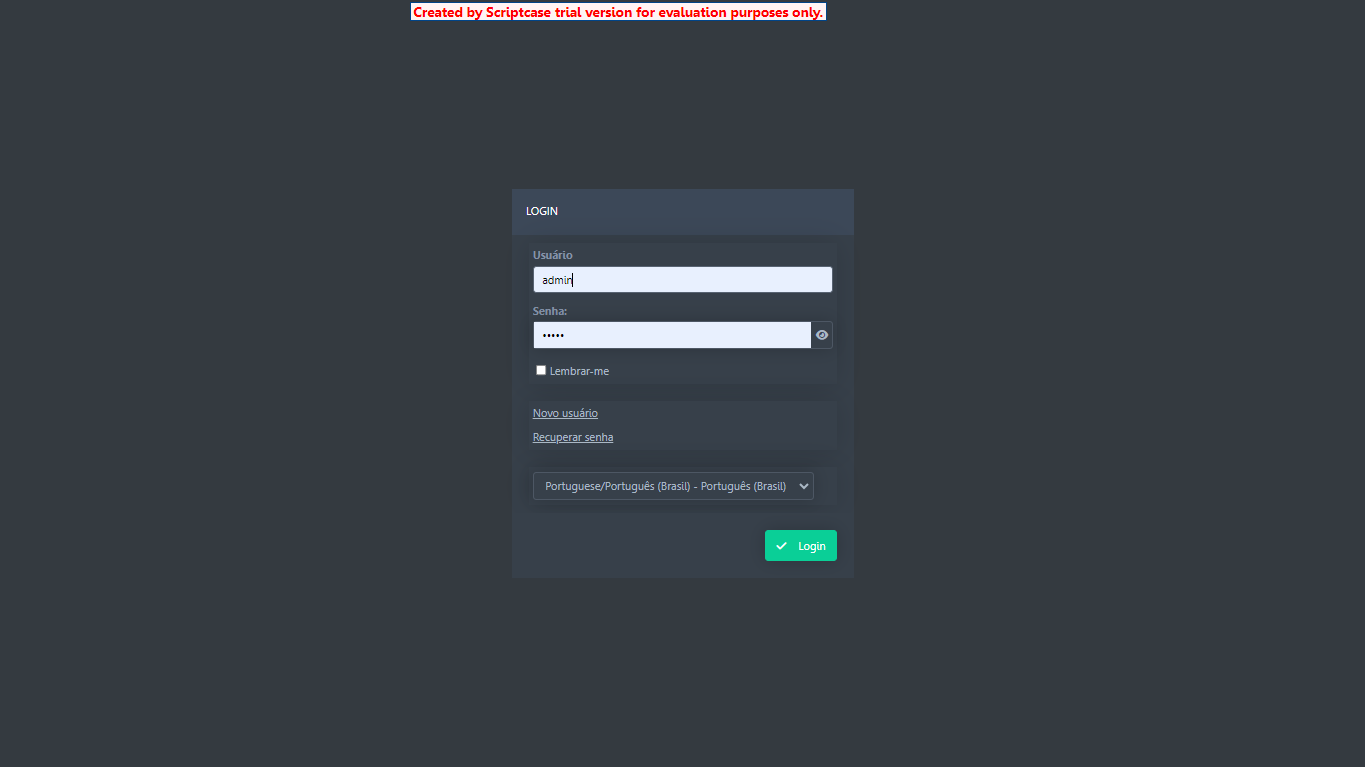 Created by Scriptcase trial version for evaluation purposes only.
LOGIN
Usuário
admin
Senha:
•••••
Lembrar-me
Novo usuário
Recuperar senha
Portuguese/Português (Brasil) - Português (Brasil)
Login